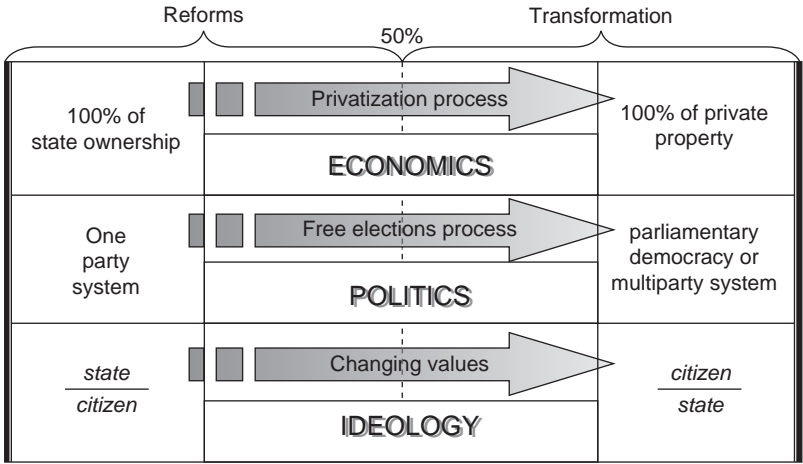 Reforms
Transformation
50%
100% of
state ownership
Privatization process
ECONOMICS
100% of private
property
One
party
system
Free elections process
POLITICS
parliamentary
democracy or
multiparty system
state
citizen
Changing values
IDEOLOGY
citizen
state